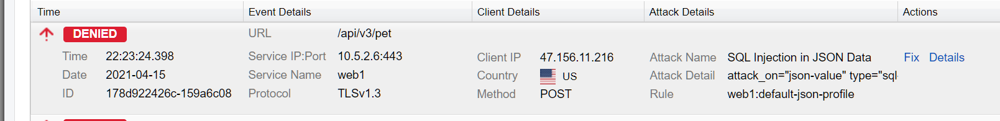 Time Event Details Client Details Attack Details Actions
DENIED URL /api/v3/pet
Time 22:23:24.398 Service IP:Port 10.5.2.6:443 Client IP 47.156.11.216 Attack Name SQL Injection in JSON Data Fix Details
Date 2021-04-15 Service Name web1 Country US Attack Detail attack_on="json-value" type="sql-
ID 178d922426c-159a6c08 Protocol TLSv1.3 Method POST Rule web1:default-json-profile